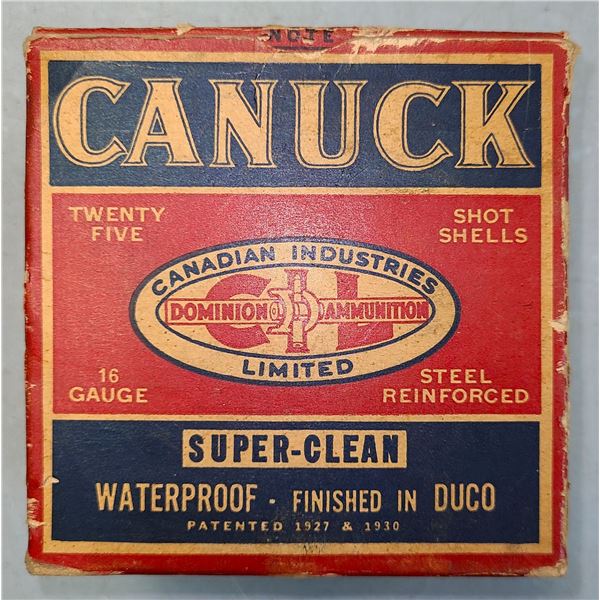 NOTE
CANUCK
TWENTY FIVE
SHOT SHELLS
CANADIAN INDUSTRIES
CIL
DOMINION AMMUNITION
LIMITED
16 GAUGE
STEEL REINFORCED
SUPER-CLEAN
WATERPROOF - FINISHED IN DUCO
PATENTED 1927 & 1930